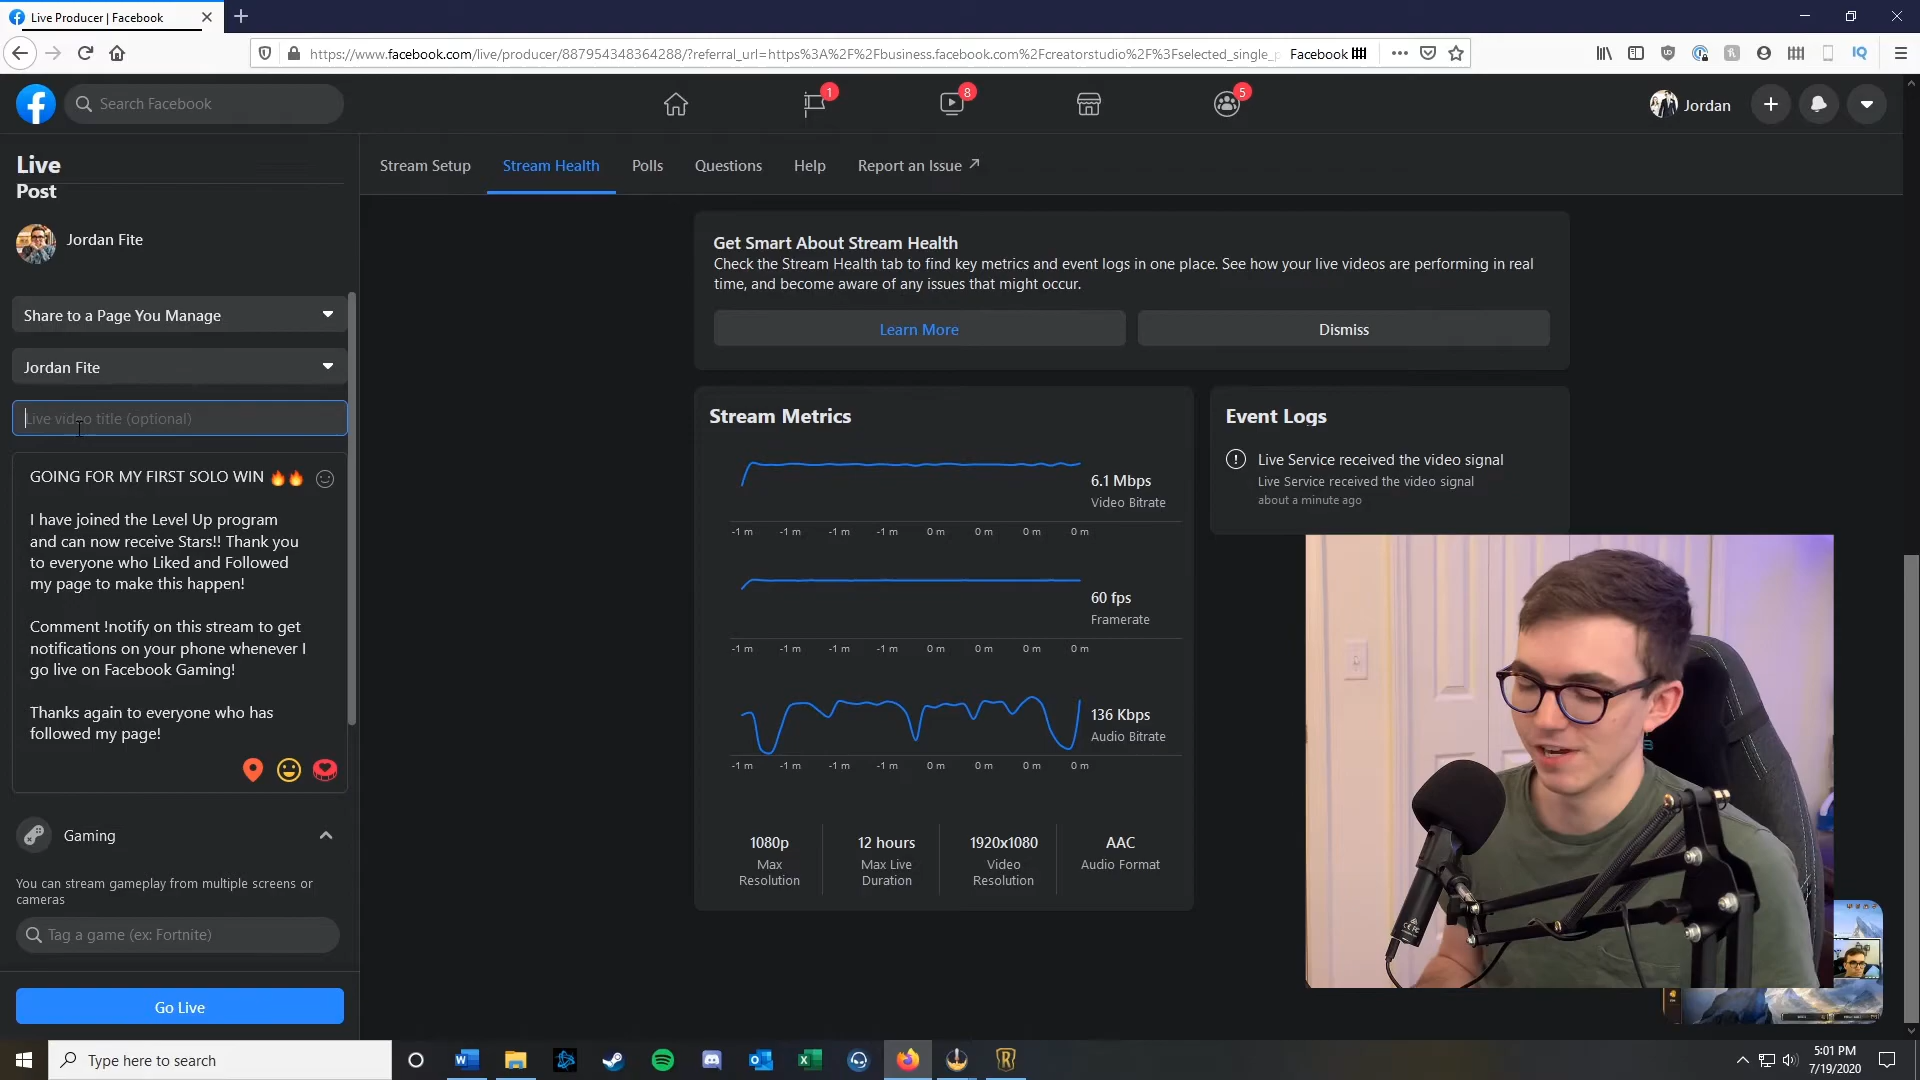 Live Producer | Facebook
https://www.facebook.com/live/producer/887954348364288/?referral_url=https%3A%2F%2Fbusiness.facebook.com%2Fcreatorstudio%2F%3Fselected_single_p
Facebook
IQ
Search Facebook
1
8
5
Jordan
Live
Post
Jordan Fite
Share to a Page You Manage
Jordan Fite
Live video title (optional)
GOING FOR MY FIRST SOLO WIN 🔥🔥
I have joined the Level Up program
and can now receive Stars!! Thank you
to everyone who Liked and Followed
my page to make this happen!
Comment !notify on this stream to get
notifications on your phone whenever I
go live on Facebook Gaming!
Thanks again to everyone who has
followed my page!
Gaming
You can stream gameplay from multiple screens or
cameras
Tag a game (ex: Fortnite)
Go Live
Stream Setup Stream Health Polls Questions Help Report an Issue
Get Smart About Stream Health
Check the Stream Health tab to find key metrics and event logs in one place. See how your live videos are performing in real
time, and become aware of any issues that might occur.
Learn More Dismiss
Stream Metrics
6.1 Mbps
Video Bitrate
-1 m -1 m -1 m -1 m 0 m 0 m 0 m 0 m
60 fps
Framerate
-1 m -1 m -1 m -1 m 0 m 0 m 0 m 0 m
136 Kbps
Audio Bitrate
-1 m -1 m -1 m -1 m 0 m 0 m 0 m 0 m
1080p 12 hours 1920x1080 AAC
Max Max Live Video Audio Format
Resolution Duration Resolution
Event Logs
Live Service received the video signal
Live Service received the video signal
about a minute ago
Type here to search
5:01 PM
7/19/2020